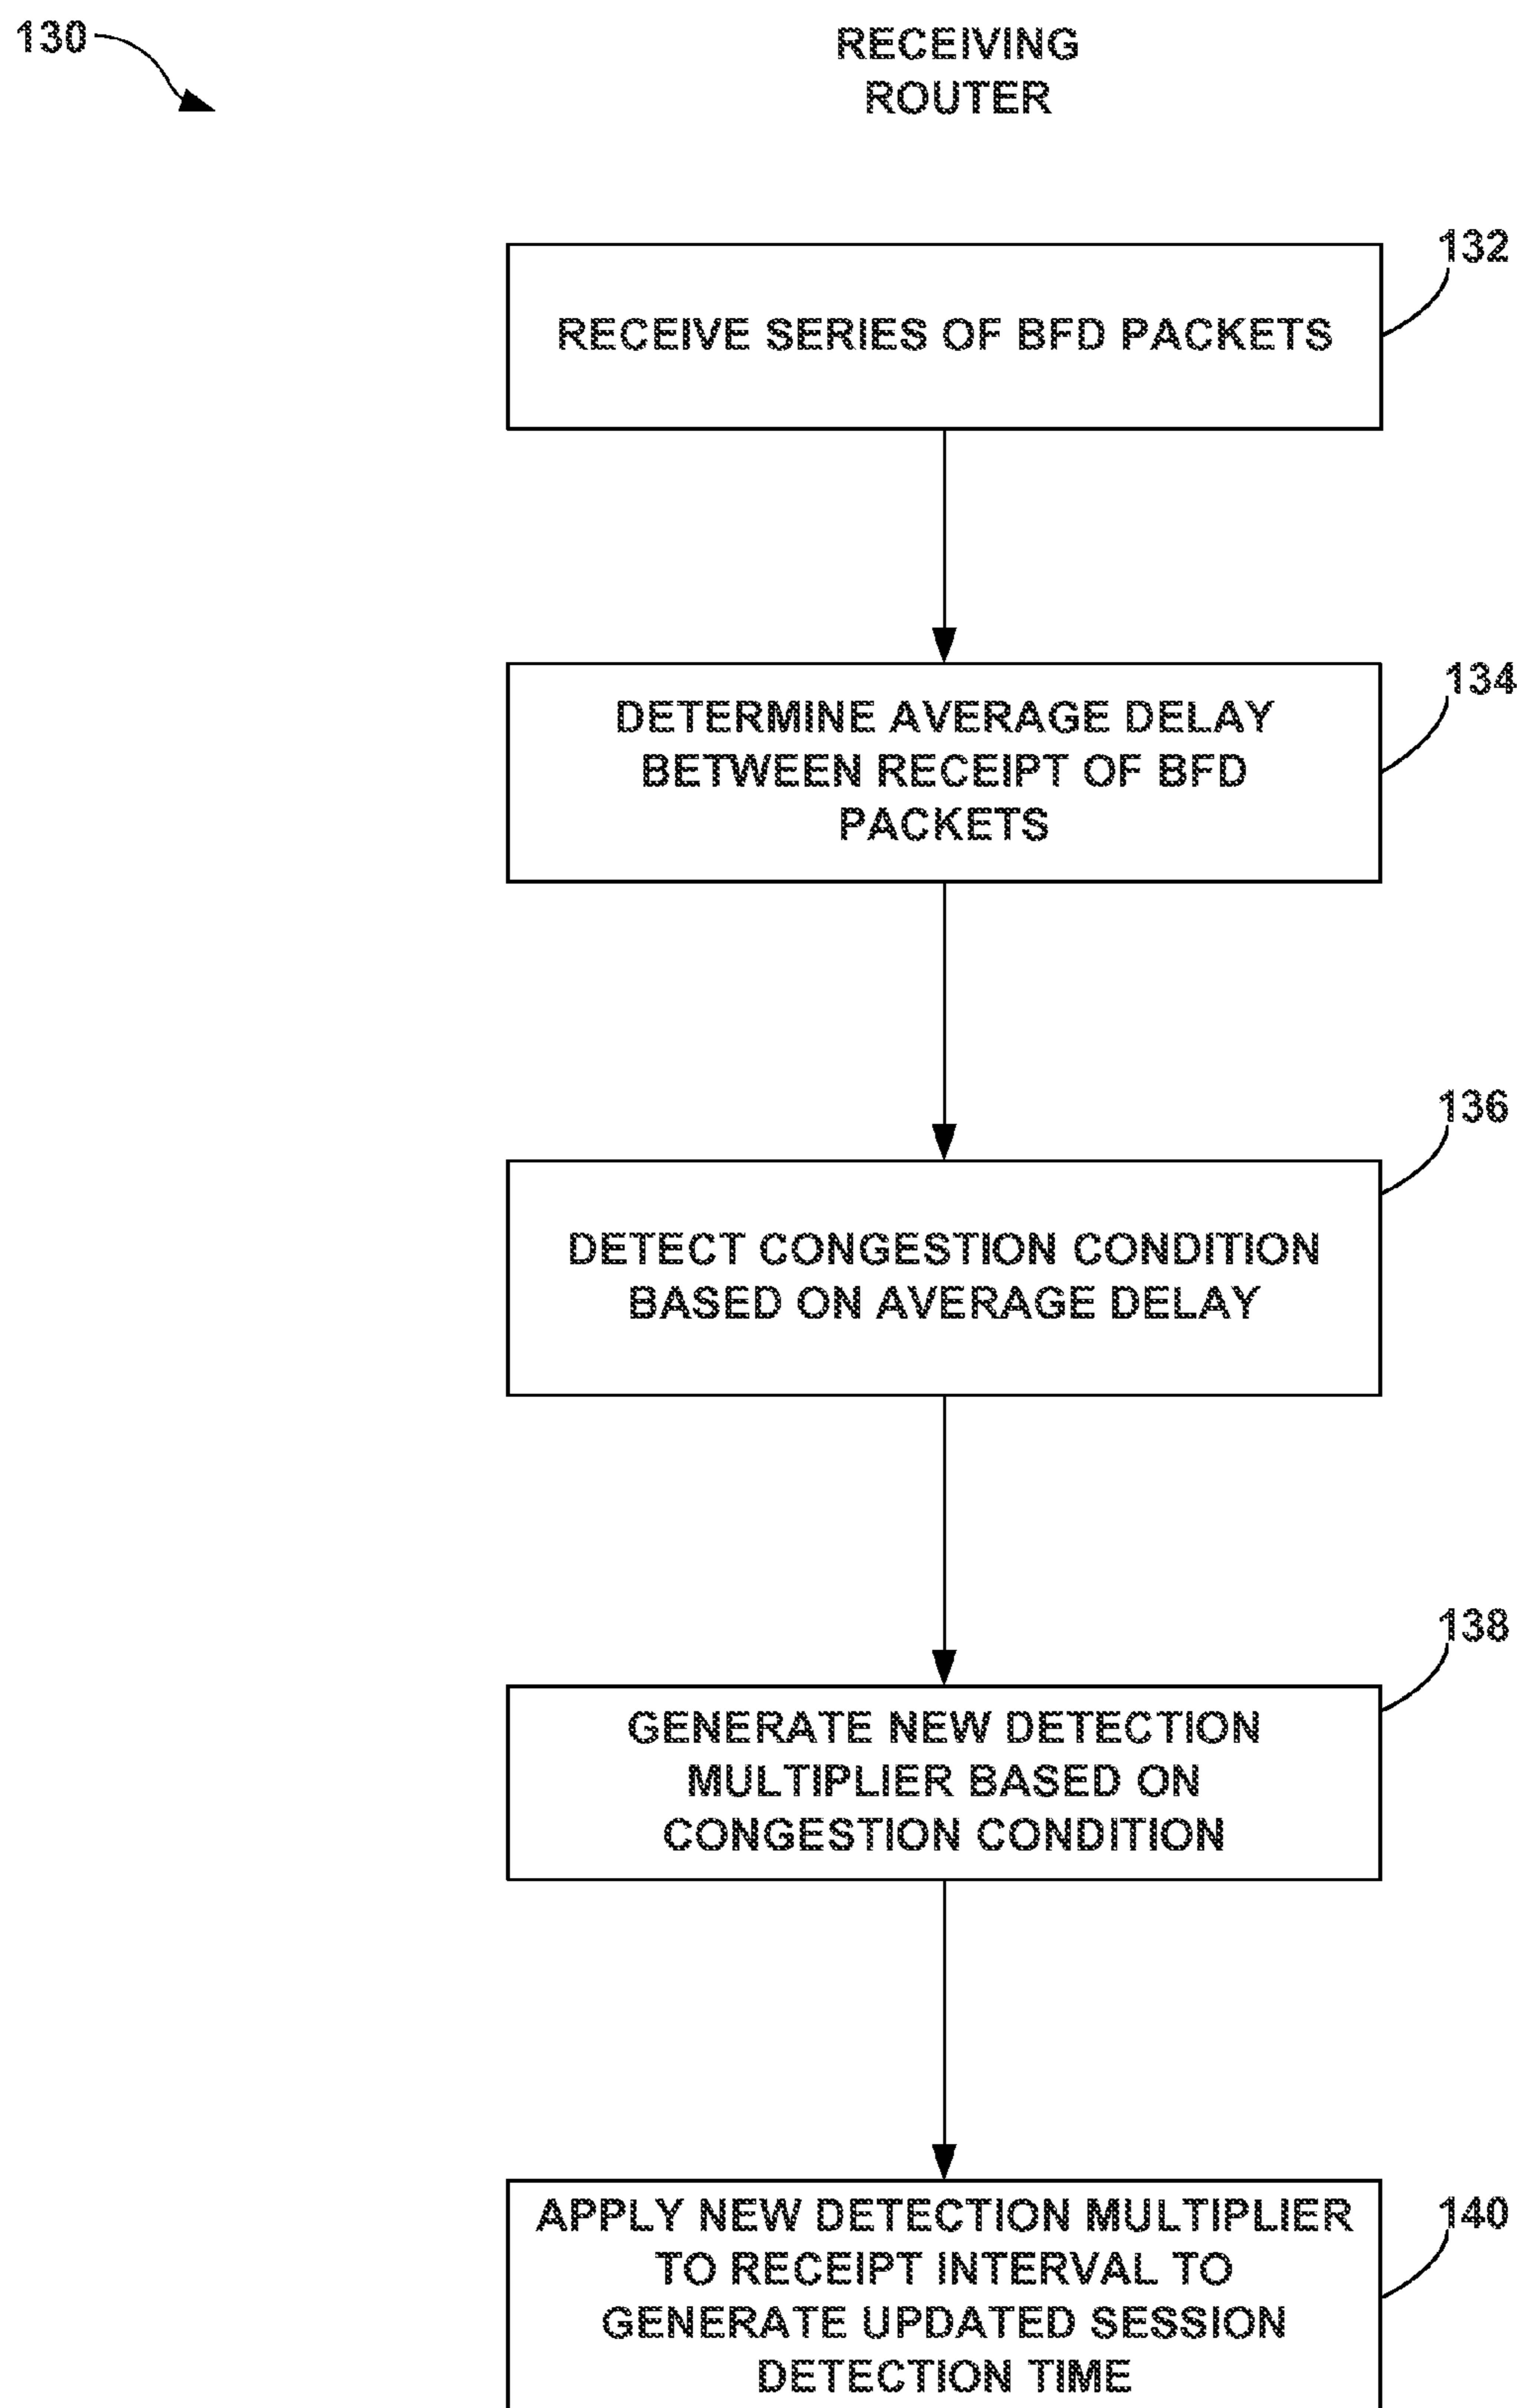 130
RECEIVING
ROUTER
132
RECEIVE SERIES OF BFD PACKETS
134
DETERMINE AVERAGE DELAY
BETWEEN RECEIPT OF BFD
PACKETS
136
DETECT CONGESTION CONDITION
BASED ON AVERAGE DELAY
138
GENERATE NEW DETECTION
MULTIPLIER BASED ON
CONGESTION CONDITION
140
APPLY NEW DETECTION MULTIPLIER
TO RECEIPT INTERVAL TO
GENERATE UPDATED SESSION
DETECTION TIME